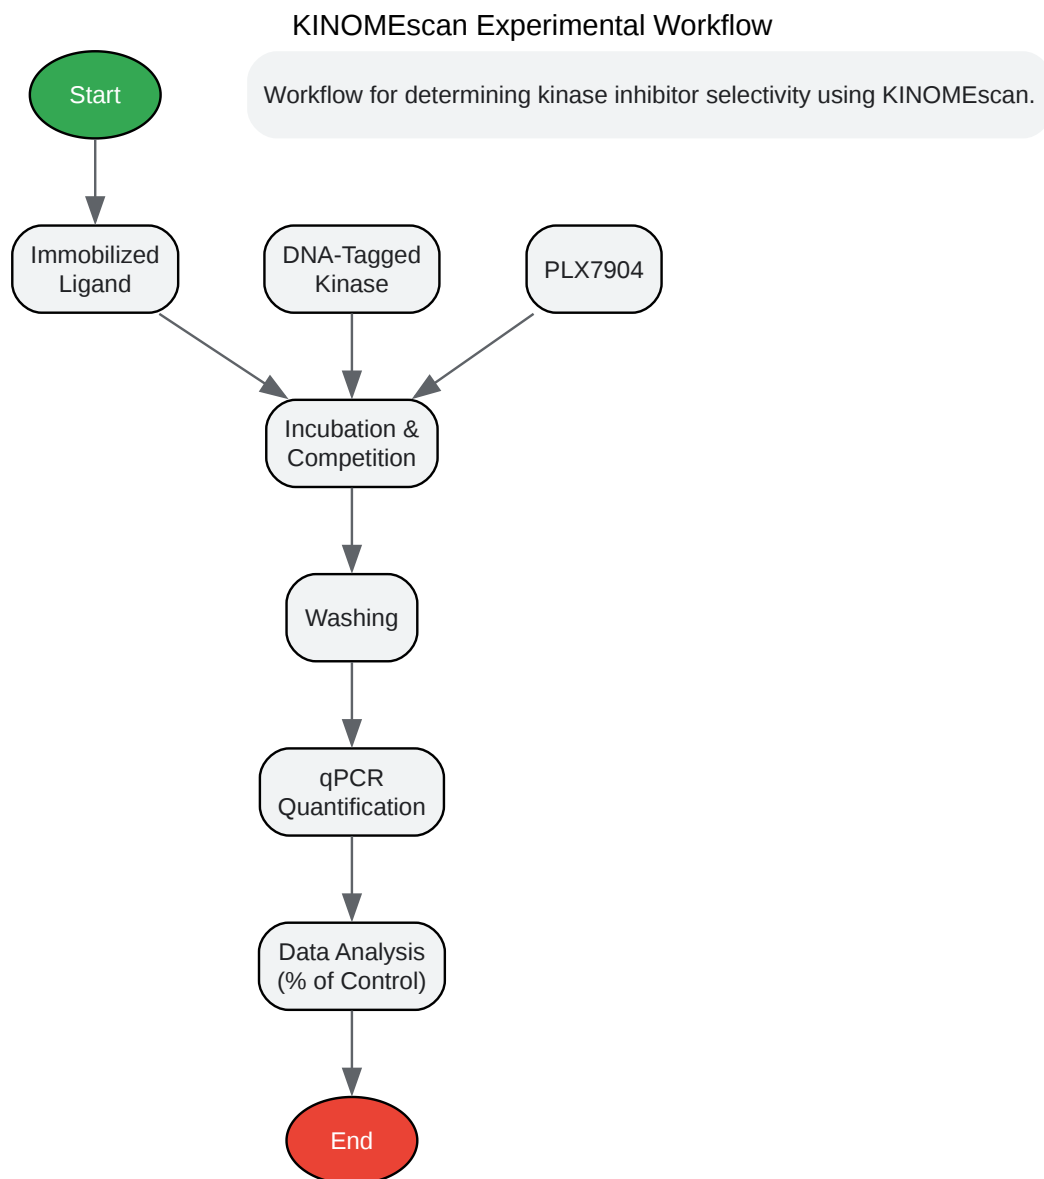 KINOMEscan Experimental Workflow
Start
Workflow for determining kinase inhibitor selectivity using KINOMEscan.
Immobilized
Ligand
DNA-Tagged
Kinase
PLX7904
Incubation &
Competition
Washing
qPCR
Quantification
Data Analysis
(% of Control)
End